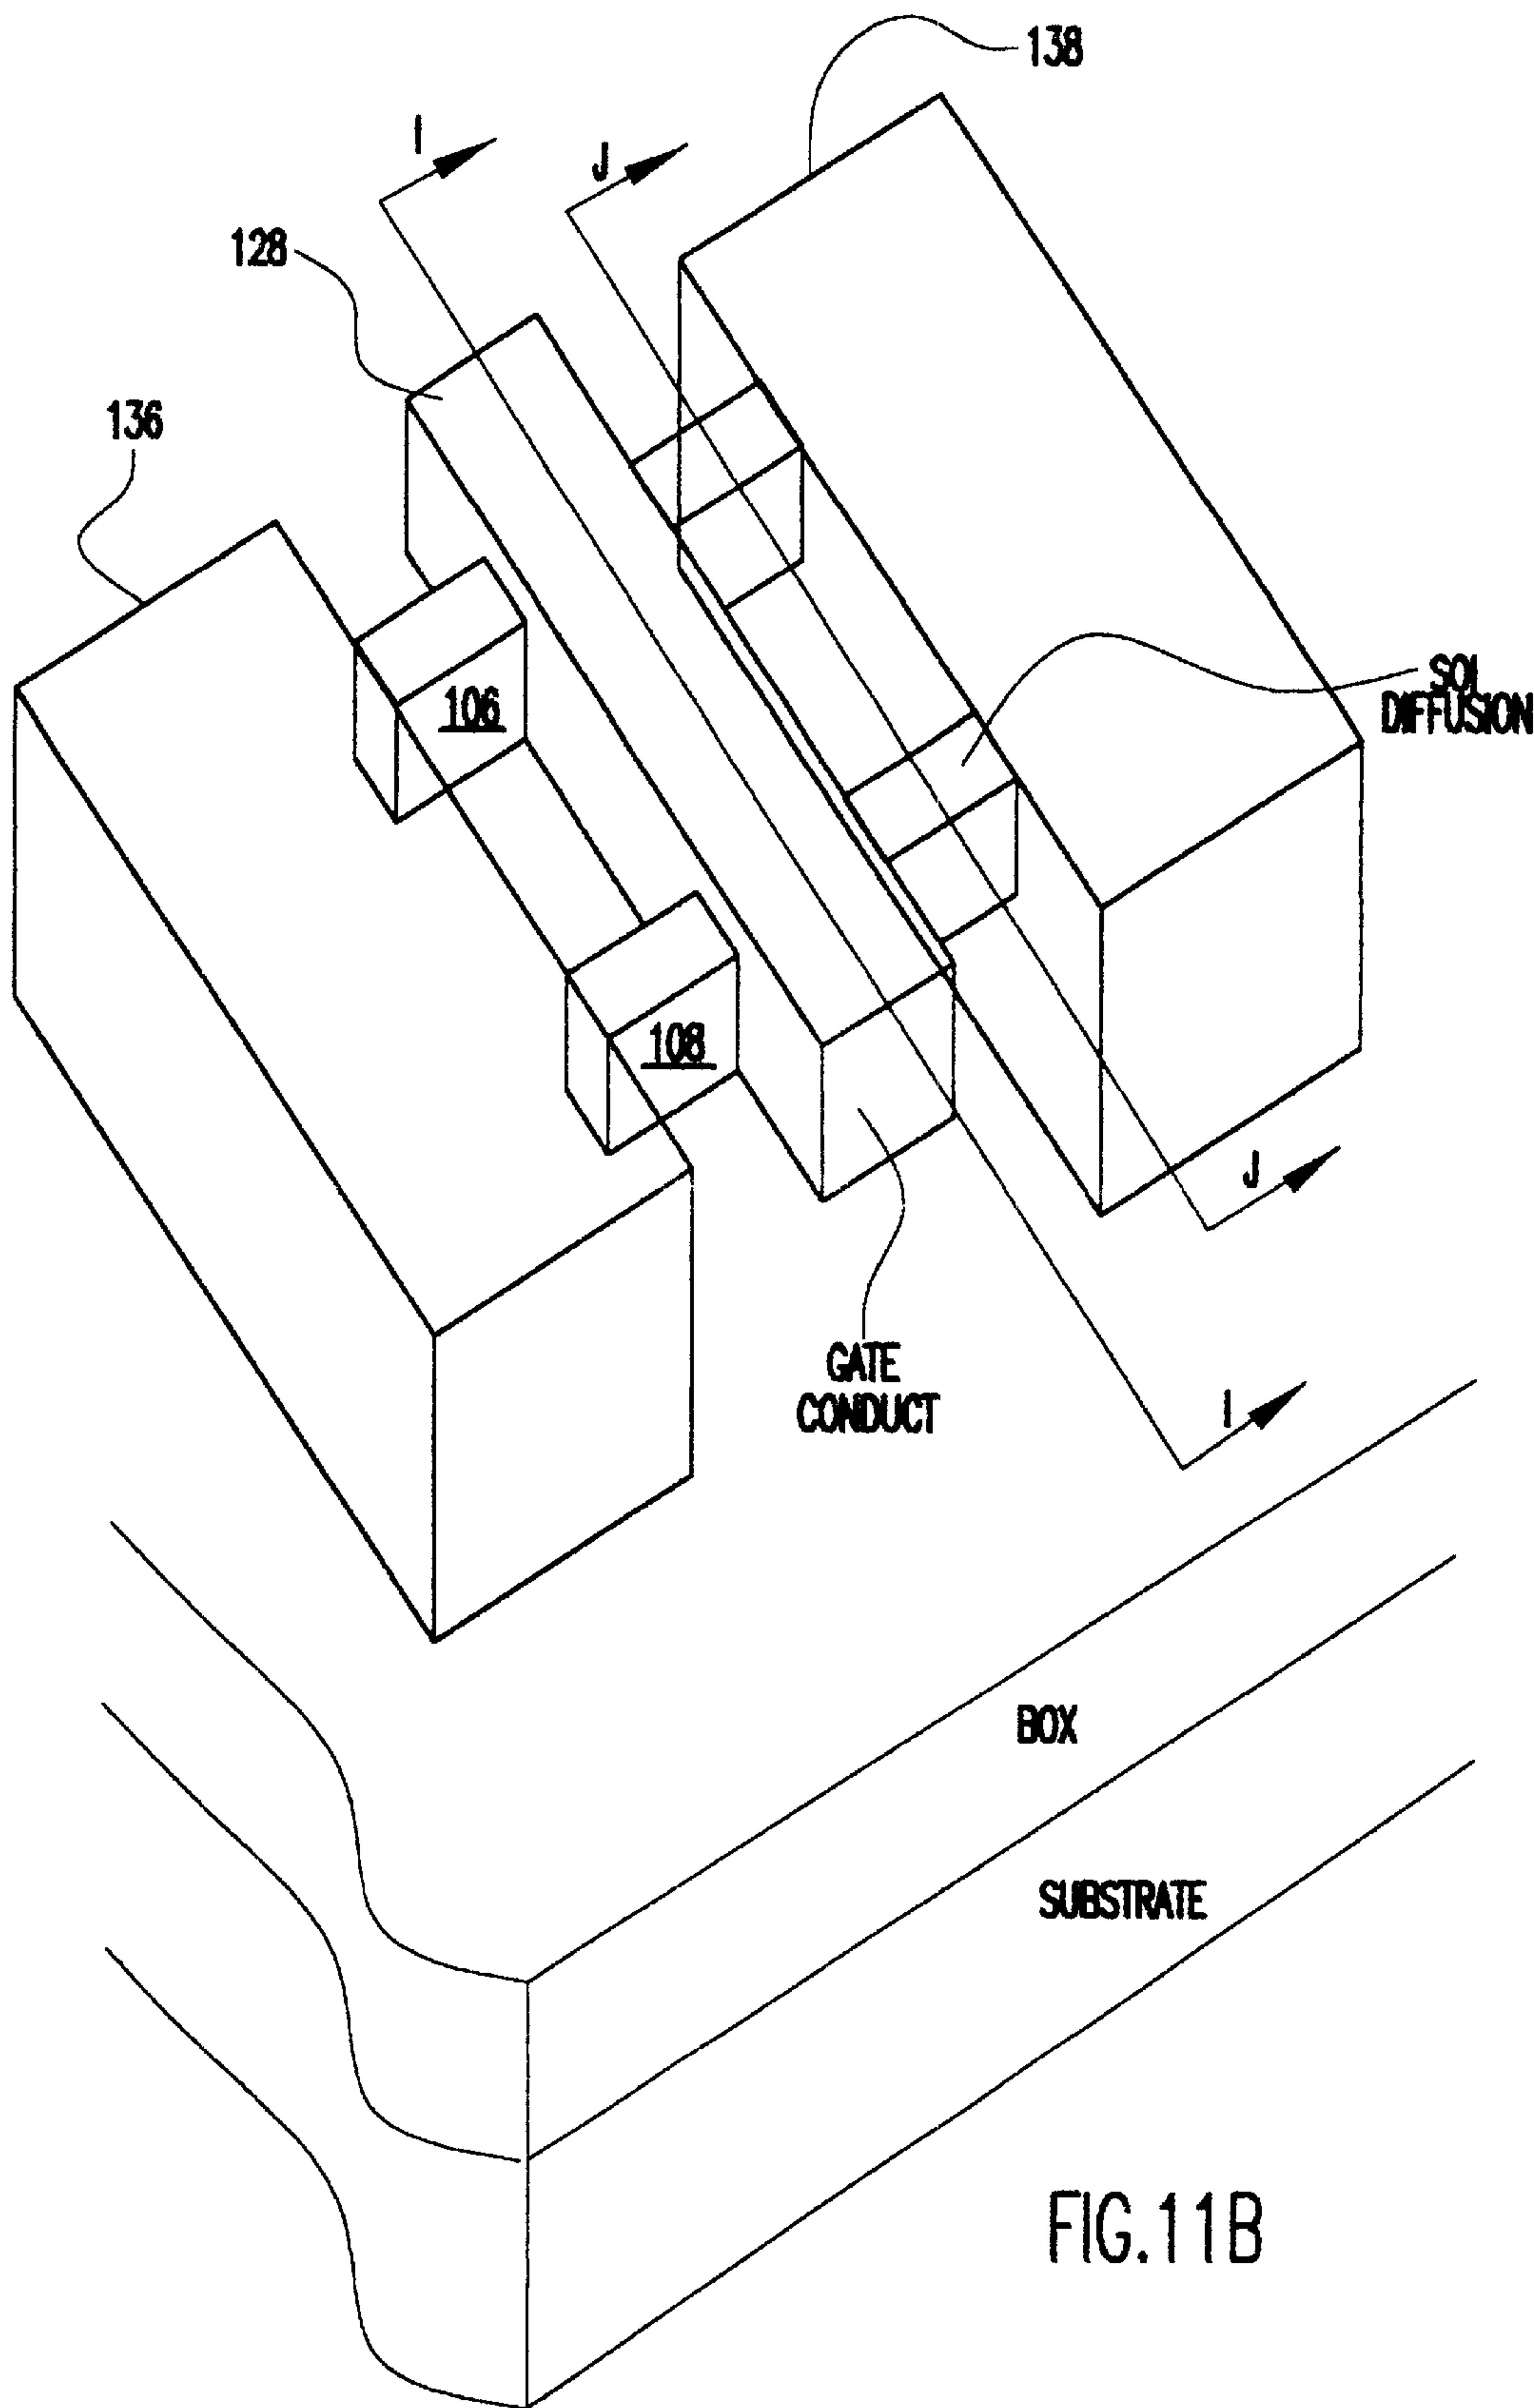 138
I
J
128
136
SOI
DIFFUSION
106
108
J
GATE
CONDUCT
I
BOX
SUBSTRATE
FIG.11B